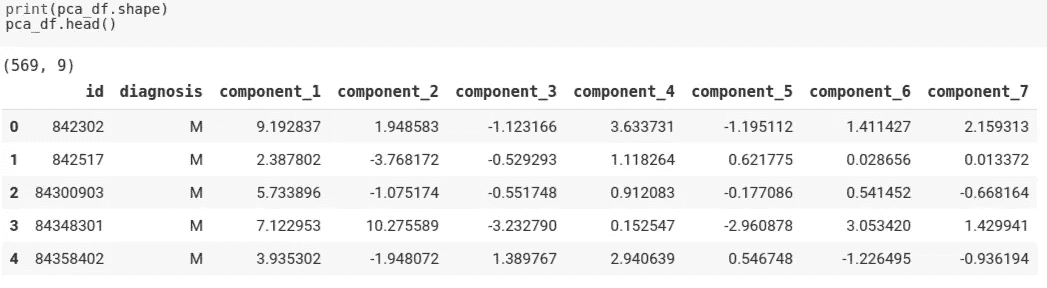 print(pca_df.shape)
pca_df.head()
(569, 9)
id diagnosis component_1 component_2 component_3 component_4 component_5 component_6 component_7
0 842302 M 9.192837 1.948583 -1.123166 3.633731 -1.195112 1.411427 2.159313
1 842517 M 2.387802 -3.768172 -0.529293 1.118264 0.621775 0.028656 0.013372
2 84300903 M 5.733896 -1.075174 -0.551748 0.912083 -0.177086 0.541452 -0.668164
3 84348301 M 7.122953 10.275589 -3.232790 0.152547 -2.960878 3.053420 1.429941
4 84358402 M 3.935302 -1.948072 1.389767 2.940639 0.546748 -1.226495 -0.936194